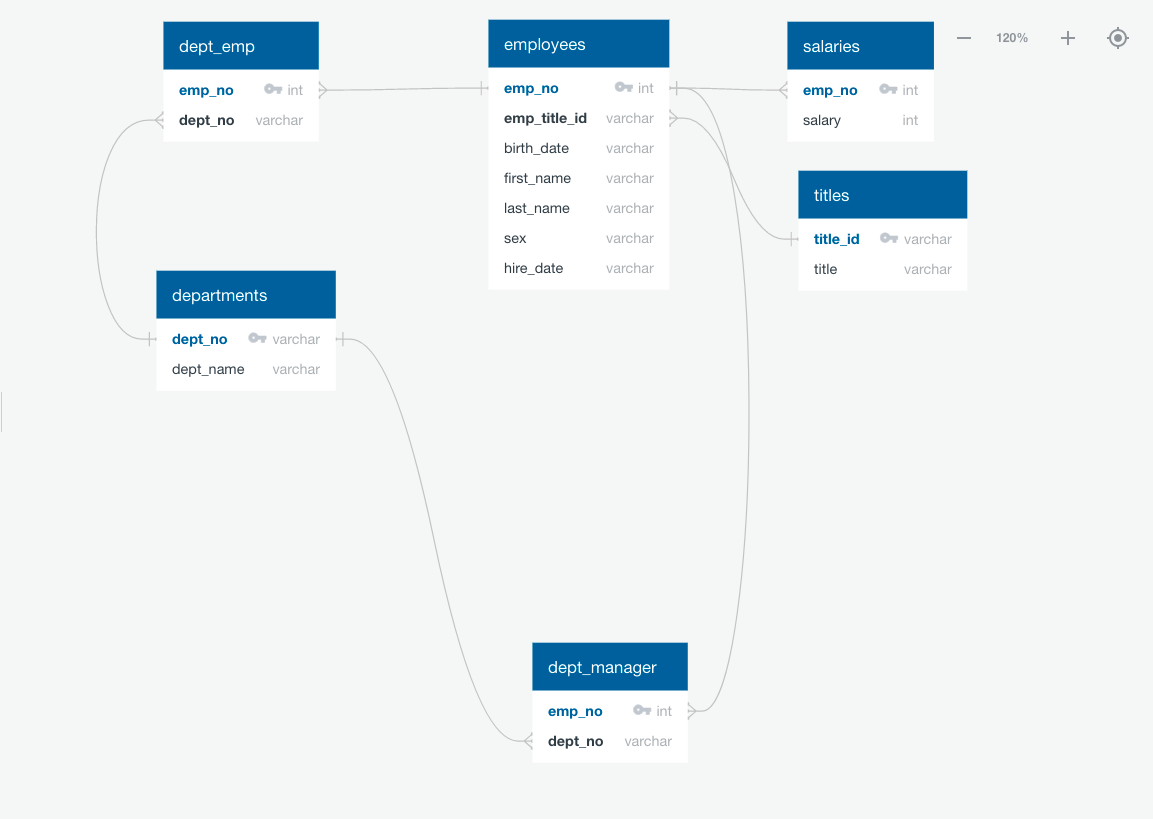 dept_emp
emp_no int
dept_no varchar
employees
emp_no int
emp_title_id varchar
birth_date varchar
first_name varchar
last_name varchar
sex varchar
hire_date varchar
salaries
emp_no int
salary int
120%
titles
title_id varchar
title varchar
departments
dept_no varchar
dept_name varchar
dept_manager
emp_no int
dept_no varchar